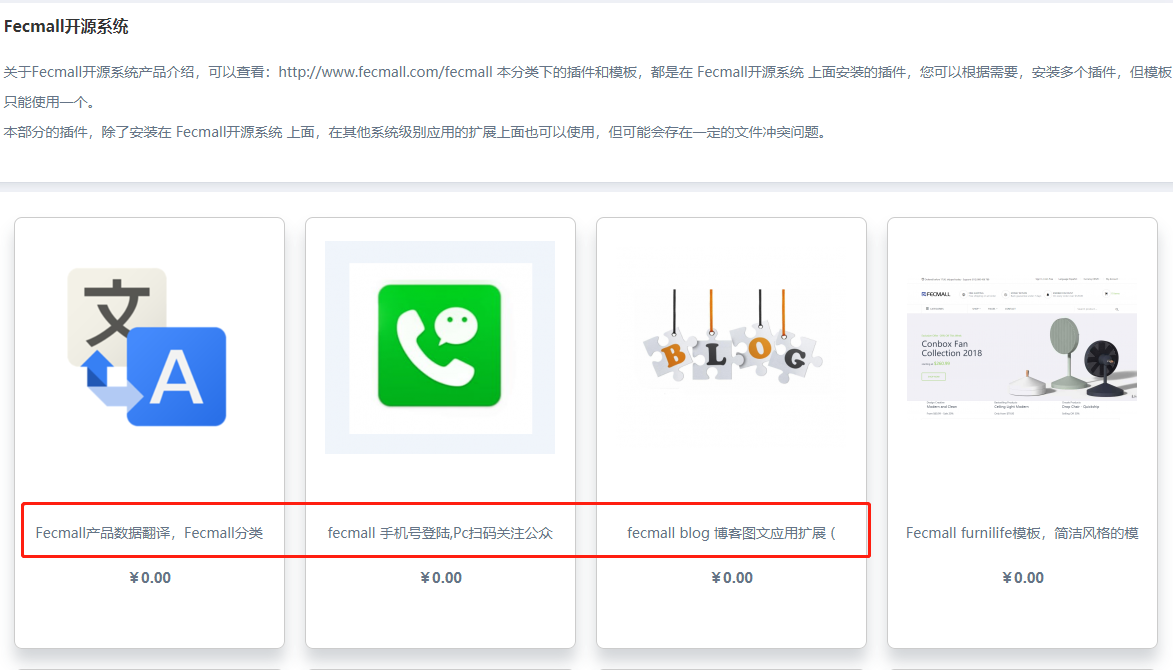 Fecmall开源系统
关于Fecmall开源系统产品介绍，可以查看：http://www.fecmall.com/fecmall 本分类下的插件和模板，都是在 Fecmall开源系统 上面安装的插件，您可以根据需要，安装多个插件，但模板
只能使用一个。
本部分的插件，除了安装在 Fecmall开源系统 上面，在其他系统级别应用的扩展上面也可以使用，但可能会存在一定的文件冲突问题。
文
A
BLOG
FECMALL
Conbox Fan
Collection 2018
Fecmall产品数据翻译，Fecmall分类
fecmall 手机号登陆,Pc扫码关注公众
fecmall blog 博客图文应用扩展 (
Fecmall furnilife模板，简洁风格的模
¥0.00
¥0.00
¥0.00
¥0.00